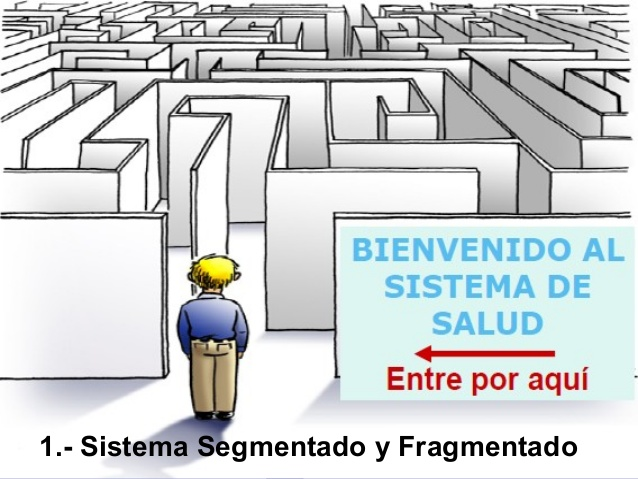 BIENVENIDO AL
SISTEMA DE
SALUD
Entre por aquí
1.- Sistema Segmentado y Fragmentado